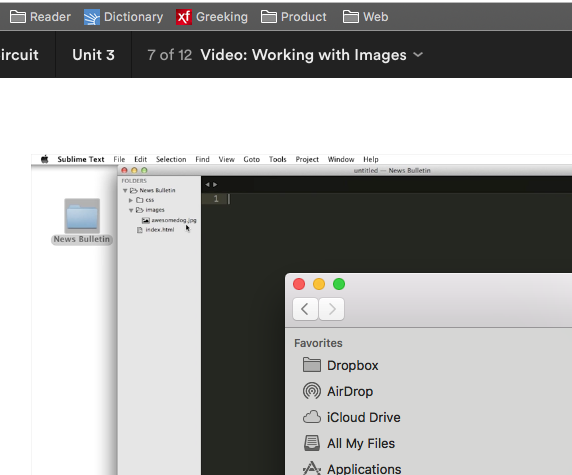 Reader Dictionary xf Greeking Product Web
ircuit Unit 3 7 of 12 Video: Working with Images
Sublime Text File Edit Selection Find View Goto Tools Project Window Help
untitled — News Bulletin
FOLDERS
News Bulletin
css
images
awesomedog.jpg
index.html
1
News Bulletin
Favorites
Dropbox
AirDrop
iCloud Drive
All My Files
Applications